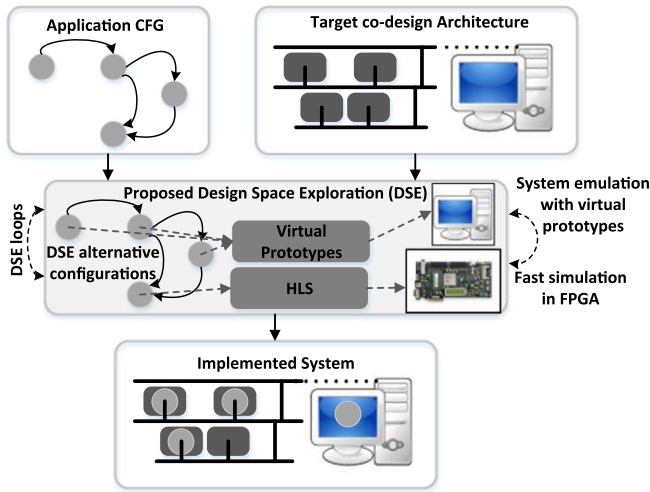 Application CFG
Target co-design Architecture
Proposed Design Space Exploration (DSE)
DSE loops
DSE alternative
configurations
Virtual
Prototypes
HLS
System emulation
with virtual
prototypes
Fast simulation
in FPGA
Implemented System